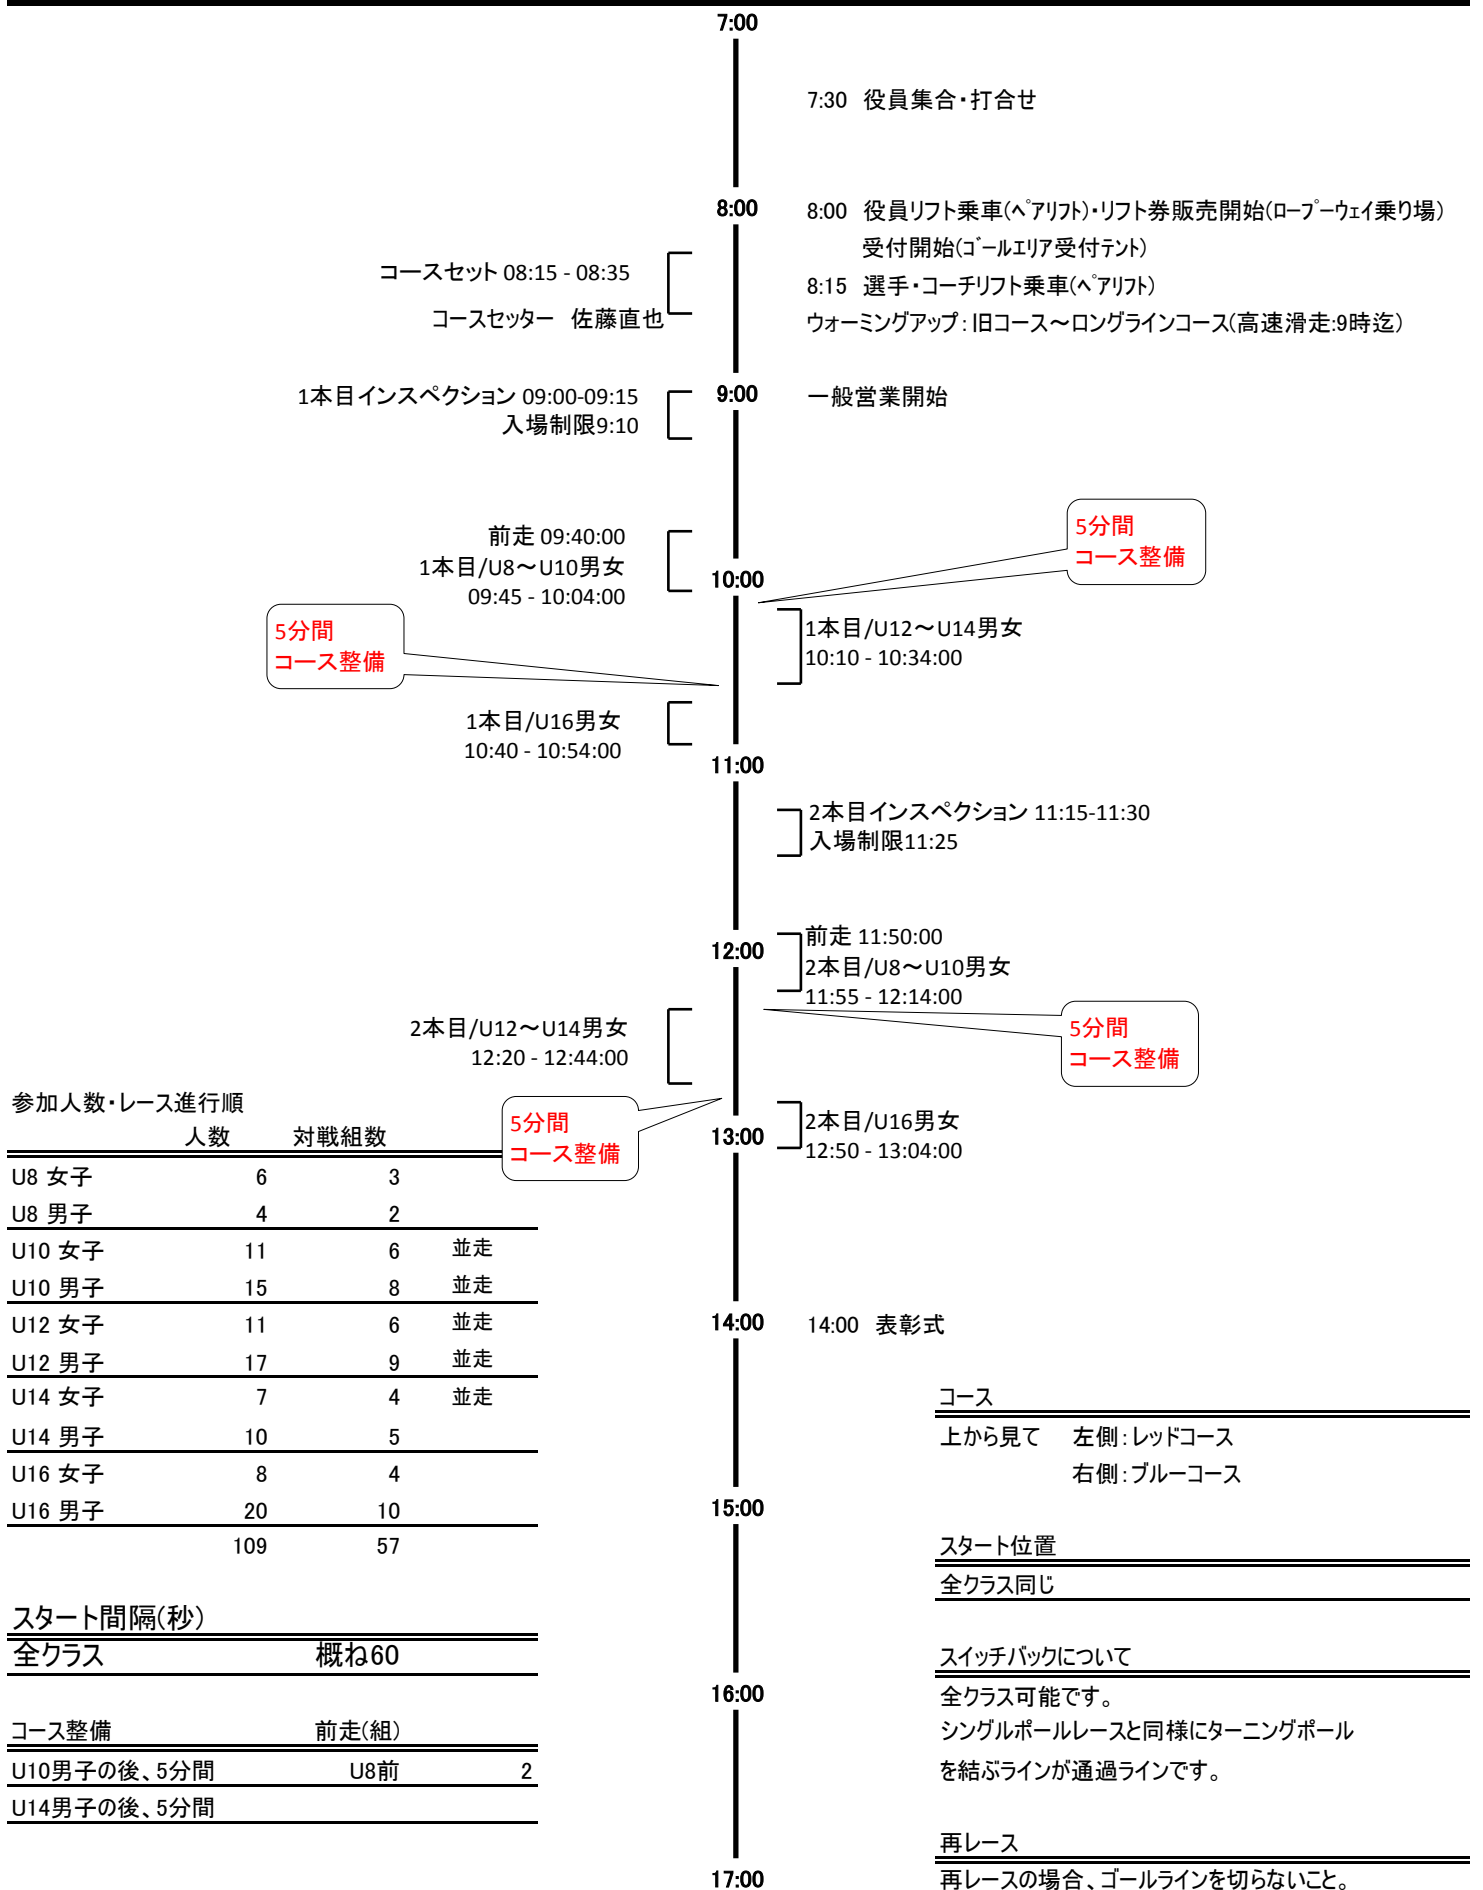 7:00
7:30 役員集合・打合せ
8:00
8:00 役員リフト乗車(ペアリフト)・リフト券販売開始(ロープーウェイ乗り場)
受付開始(ゴールエリア受付テント)
コースセット 08:15 - 08:35
8:15 選手・コーチリフト乗車(ペアリフト)
コースセッター 佐藤直也
ウォーミングアップ：旧コース～ロングラインコース(高速滑走:9時迄)
1本目インスペクション 09:00-09:15
入場制限9:10
9:00
一般営業開始
前走 09:40:00
1本目/U8～U10男女
09:45 - 10:04:00
5分間
コース整備
10:00
5分間
コース整備
1本目/U12～U14男女
10:10 - 10:34:00
1本目/U16男女
10:40 - 10:54:00
11:00
2本目インスペクション 11:15-11:30
入場制限11:25
12:00
前走 11:50:00
2本目/U8～U10男女
11:55 - 12:14:00
2本目/U12～U14男女
12:20 - 12:44:00
5分間
コース整備
5分間
コース整備
13:00
2本目/U16男女
12:50 - 13:04:00
参加人数・レース進行順
人数 対戦組数
U8 女子 6 3
U8 男子 4 2
U10 女子 11 6 並走
U10 男子 15 8 並走
U12 女子 11 6 並走
U12 男子 17 9 並走
U14 女子 7 4 並走
U14 男子 10 5
U16 女子 8 4
U16 男子 20 10
109 57
14:00
14:00 表彰式
コース
上から見て 左側：レッドコース
右側：ブルーコース
15:00
スタート位置
全クラス同じ
スタート間隔(秒)
全クラス 概ね60
スイッチバックについて
全クラス可能です。
シングルポールレースと同様にターニングポール
を結ぶラインが通過ラインです。
16:00
コース整備 前走(組)
U10男子の後、5分間 U8前 2
U14男子の後、5分間
再レース
再レースの場合、ゴールラインを切らないこと。
17:00